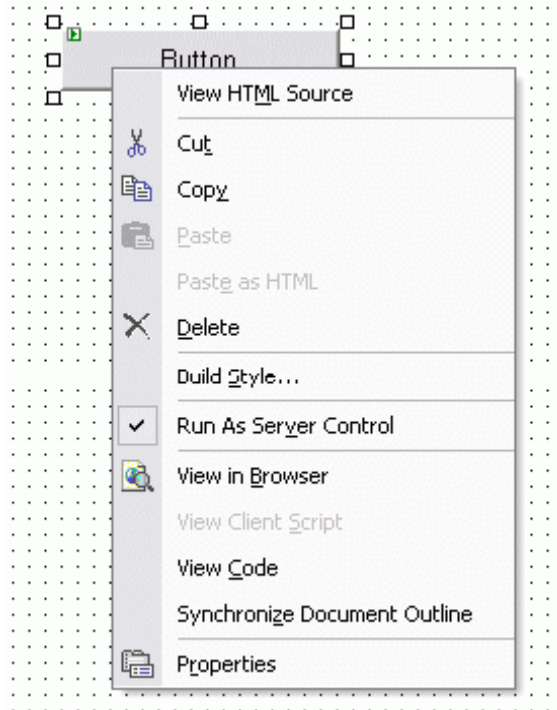 Button
View HTML Source
Cut
Copy
Paste
Paste as HTML
Delete
Build Style...
Run As Server Control
View in Browser
View Client Script
View Code
Synchronize Document Outline
Properties